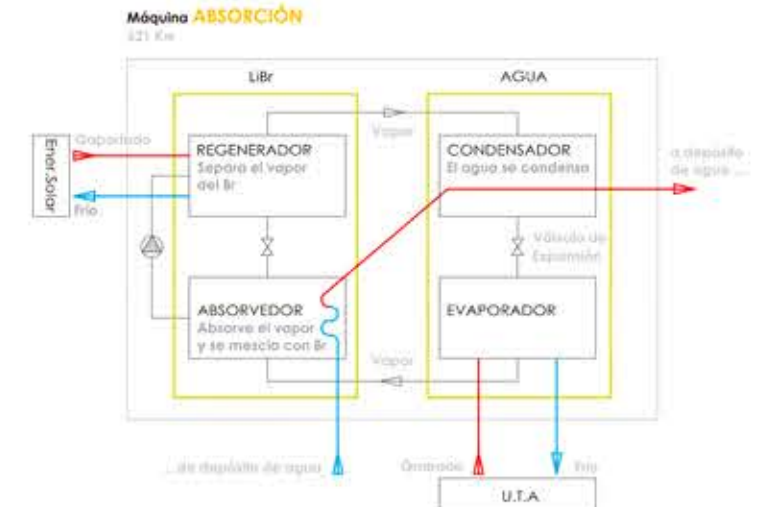 Máquina ABSORCIÓN
LiBr
AGUA
Vapor
REGENERADOR
Separa el vapor
del Br
CONDENSADOR
El agua se condensa
Ener.Solar
Frio
a depósito
de agua ...
Válvula de
Expansión
ABSORVEDOR
Absorve el vapor
y se mezcla con Br
EVAPORADOR
Vapor
...de depósito de agua
Frio
U.T.A